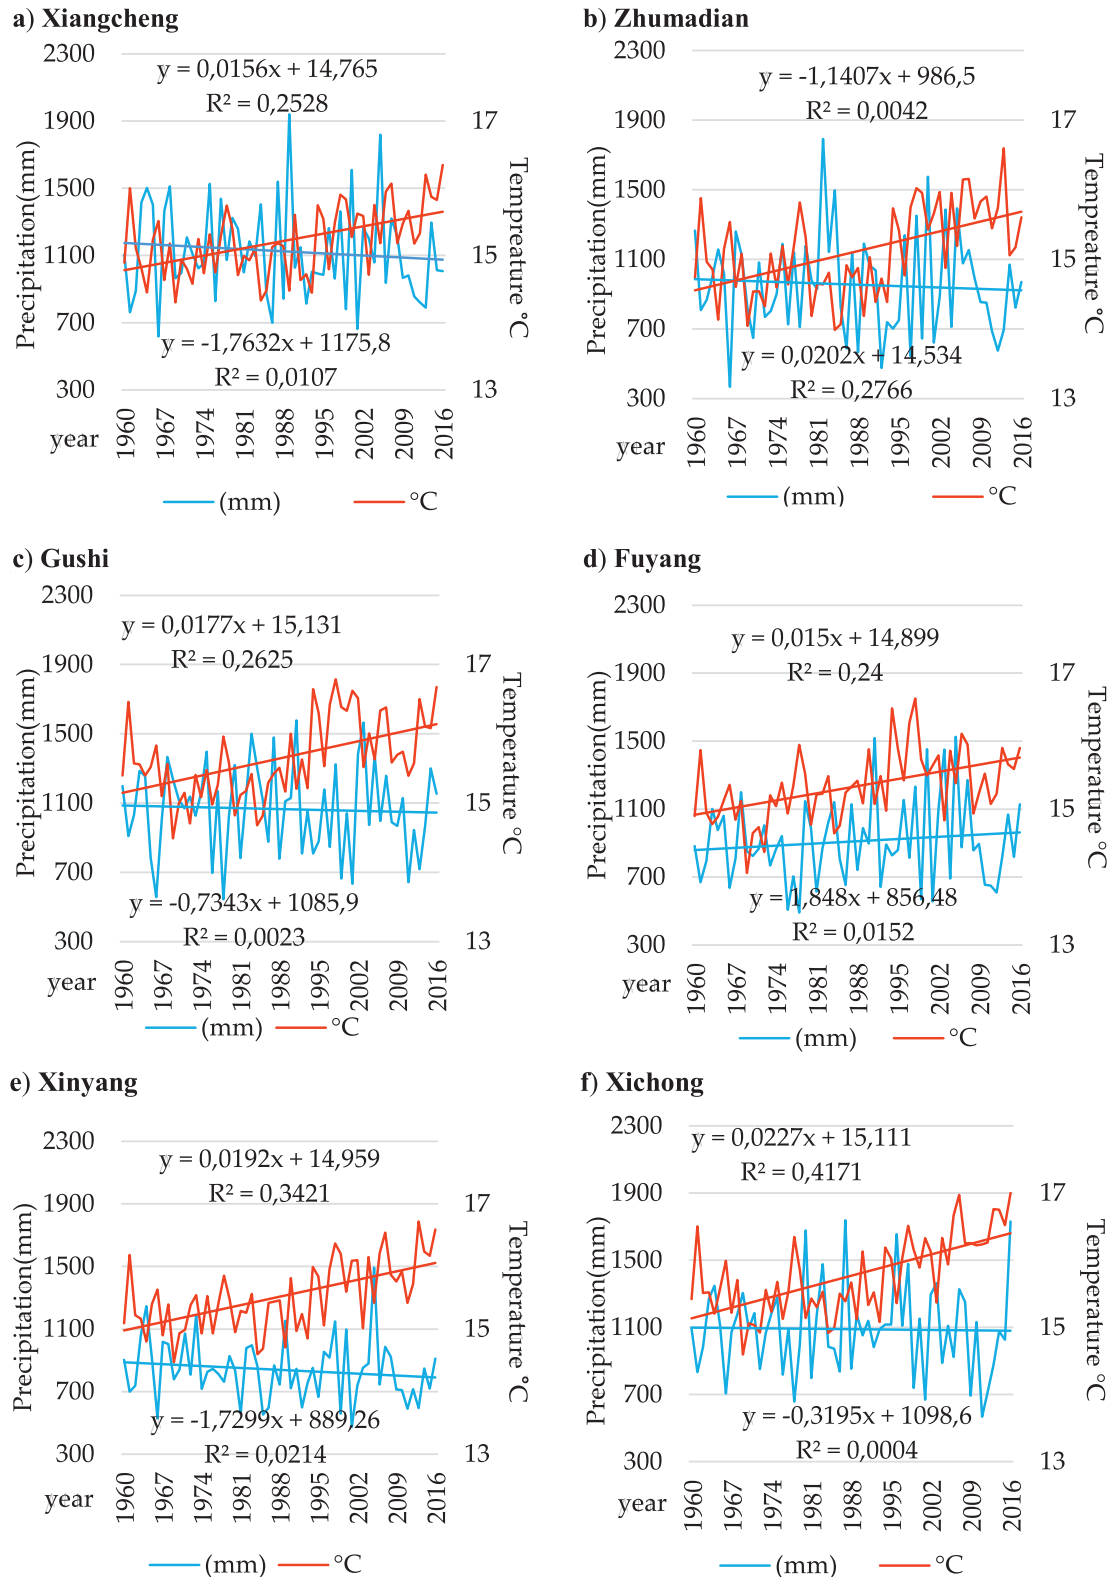 a) Xiangcheng
2300
1900
1500
1100
700
300
Precipitation(mm)
y = 0,0156x + 14,765
R² = 0,2528
y = -1,7632x + 1175,8
R² = 0,0107
17
15
13
Tempreature °C
year
1960
1967
1974
1981
1988
1995
2002
2009
2016
(mm)
°C
b) Zhumadian
2300
1900
1500
1100
700
300
Precipitation(mm)
y = -1,1407x + 986,5
R² = 0,0042
y = 0,0202x + 14,534
R² = 0,2766
17
15
13
Temperature °C
year
1960
1967
1974
1981
1988
1995
2002
2009
2016
(mm)
°C
c) Gushi
2300
1900
1500
1100
700
300
Precipitation(mm)
y = 0,0177x + 15,131
R² = 0,2625
y = -0,7343x + 1085,9
R² = 0,0023
17
15
13
Temperature °C
year
1960
1967
1974
1981
1988
1995
2002
2009
2016
(mm)
°C
d) Fuyang
2300
1900
1500
1100
700
300
Precipitation(mm)
y = 0,015x + 14,899
R² = 0,24
y = 1,848x + 856,48
R² = 0,0152
17
15
13
Temperature °C
year
1960
1967
1974
1981
1988
1995
2002
2009
2016
(mm)
°C
e) Xinyang
2300
1900
1500
1100
700
300
Precipitation(mm)
y = 0,0192x + 14,959
R² = 0,3421
y = -1,7299x + 889,26
R² = 0,0214
17
15
13
Temperature °C
year
1960
1967
1974
1981
1988
1995
2002
2009
2016
(mm)
°C
f) Xichong
2300
1900
1500
1100
700
300
Precipitation(mm)
y = 0,0227x + 15,111
R² = 0,4171
y = -0,3195x + 1098,6
R² = 0,0004
17
15
13
Temperature °C
year
1960
1967
1974
1981
1988
1995
2002
2009
2016
(mm)
°C